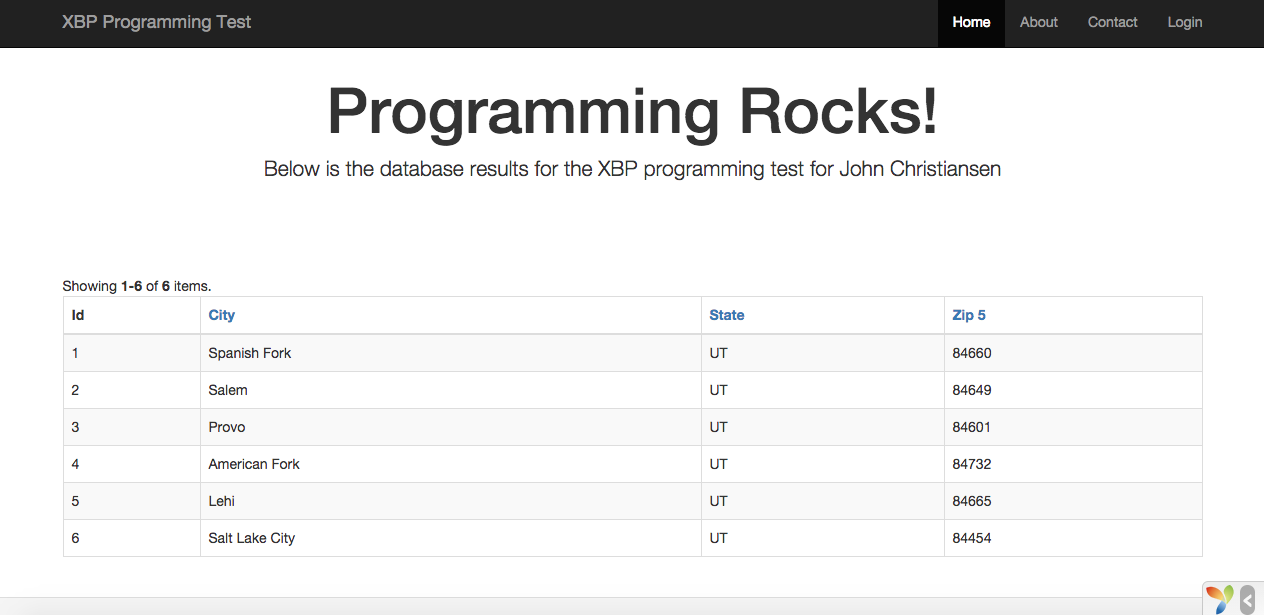 XBP Programming Test Home About Contact Login
Programming Rocks!
Below is the database results for the XBP programming test for John Christiansen
Showing 1-6 of 6 items.
Id City State Zip 5
1 Spanish Fork UT 84660
2 Salem UT 84649
3 Provo UT 84601
4 American Fork UT 84732
5 Lehi UT 84665
6 Salt Lake City UT 84454